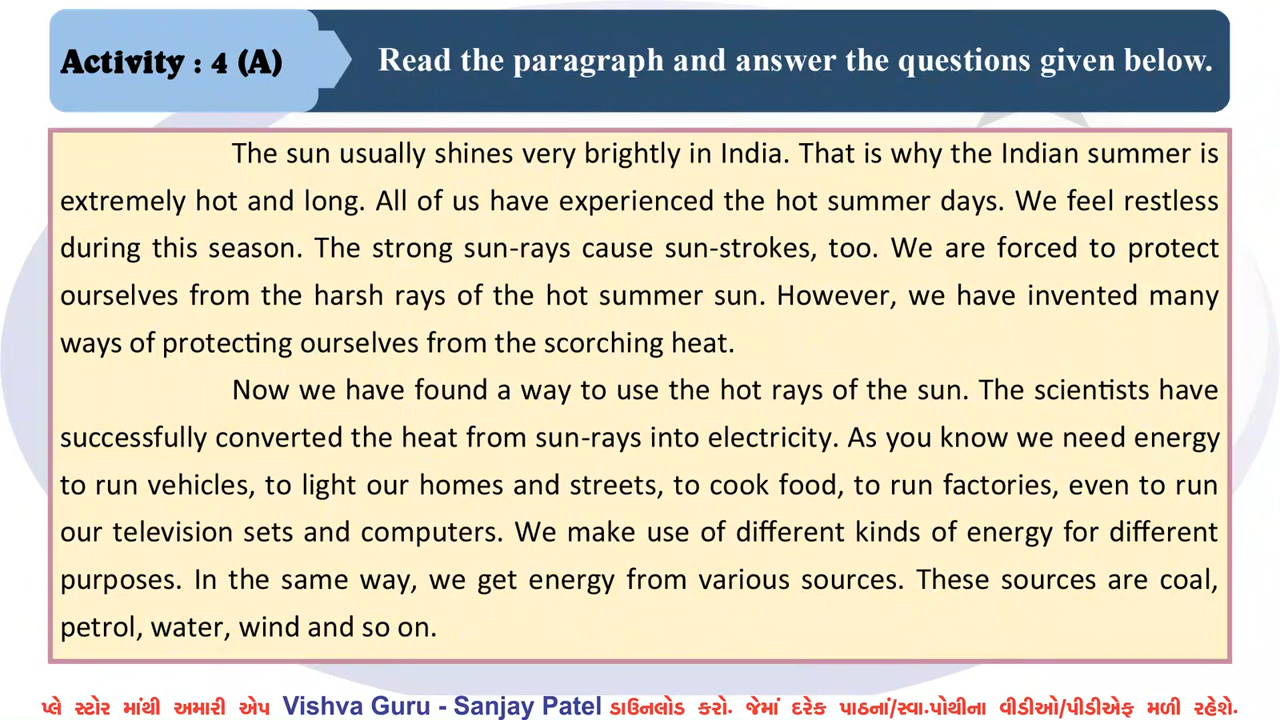 Activity : 4 (A)
Read the paragraph and answer the questions given below.
The sun usually shines very brightly in India. That is why the Indian summer is
extremely hot and long. All of us have experienced the hot summer days. We feel restless
during this season. The strong sun-rays cause sun-strokes, too. We are forced to protect
ourselves from the harsh rays of the hot summer sun. However, we have invented many
ways of protecting ourselves from the scorching heat.
Now we have found a way to use the hot rays of the sun. The scientists have
successfully converted the heat from sun-rays into electricity. As you know we need energy
to run vehicles, to light our homes and streets, to cook food, to run factories, even to run
our television sets and computers. We make use of different kinds of energy for different
purposes. In the same way, we get energy from various sources. These sources are coal,
petrol, water, wind and so on.
પ્લે સ્ટોર માંથી અમારી એપ Vishva Guru - Sanjay Patel ડાઉનલોડ કરો. જેમાં દરેક પાઠનાં/સ્વા.પોથીના વીડીઓ/પીડીએફ મળી રહેશે.